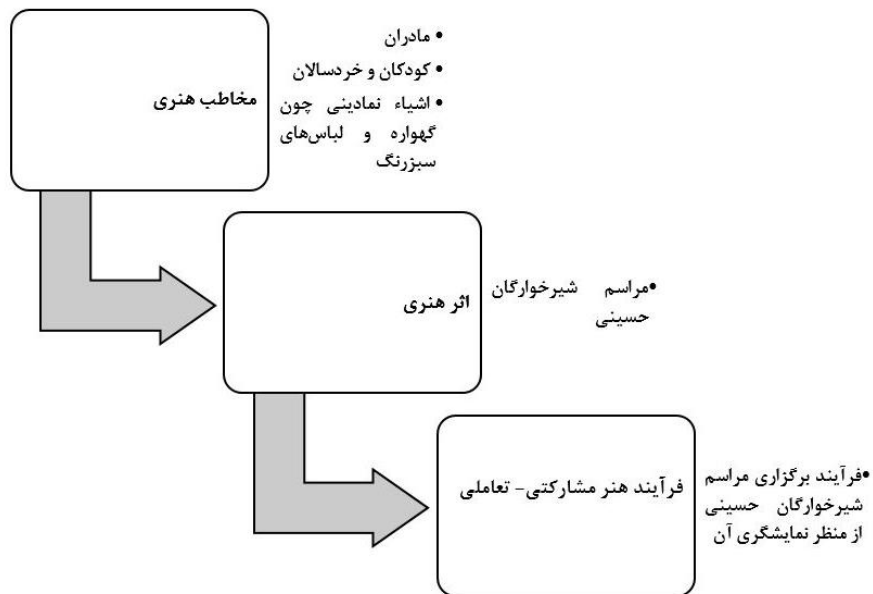 مخاطب هنری
• مادران
• کودکان و خردسالان
• اشیاء نمادینی چون
گهواره و لباس‌های
سبزرنگ
اثر هنری
•مراسم شیرخوارگان
حسینی
فرآیند هنر مشارکتی- تعاملی
•فرآیند برگزاری مراسم
شیرخوارگان حسینی
از منظر نمایشگری آن